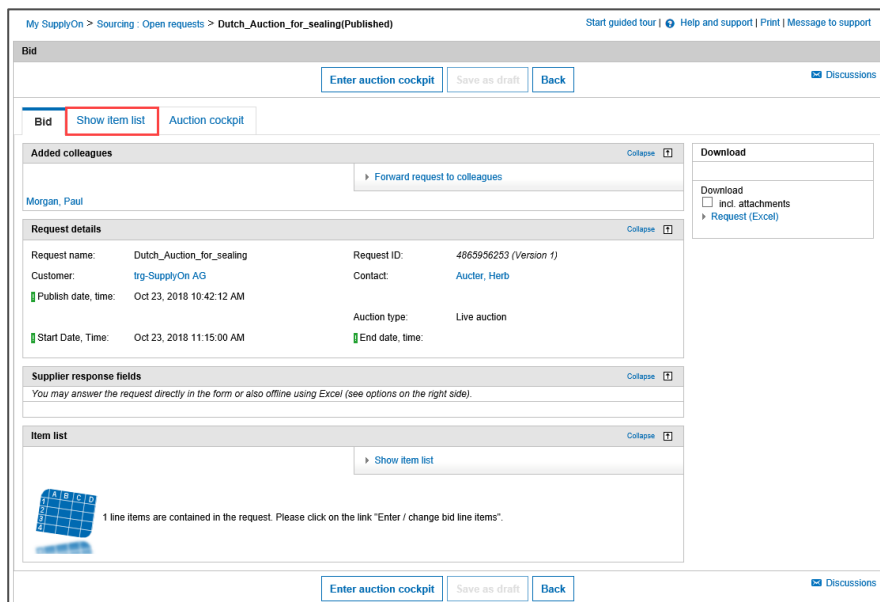 My SupplyOn > Sourcing : Open requests > Dutch_Auction_for_sealing(Published)
Start guided tour | Help and support | Print | Message to support
Bid
Enter auction cockpit Save as draft Back
Discussions
Bid Show item list Auction cockpit
Added colleagues Collapse
Forward request to colleagues
Morgan, Paul
Download
Download
incl. attachments
Request (Excel)
Request details Collapse
Request name: Dutch_Auction_for_sealing Request ID: 4865956253 (Version 1)
Customer: trg-SupplyOn AG Contact: Aucter, Herb
Publish date, time: Oct 23, 2018 10:42:12 AM
Auction type: Live auction
Start Date, Time: Oct 23, 2018 11:15:00 AM End date, time:
Supplier response fields Collapse
You may answer the request directly in the form or also offline using Excel (see options on the right side).
Item list Collapse
Show item list
A B C D
1
2
3
4
1 line items are contained in the request. Please click on the link "Enter / change bid line items".
Enter auction cockpit Save as draft Back
Discussions